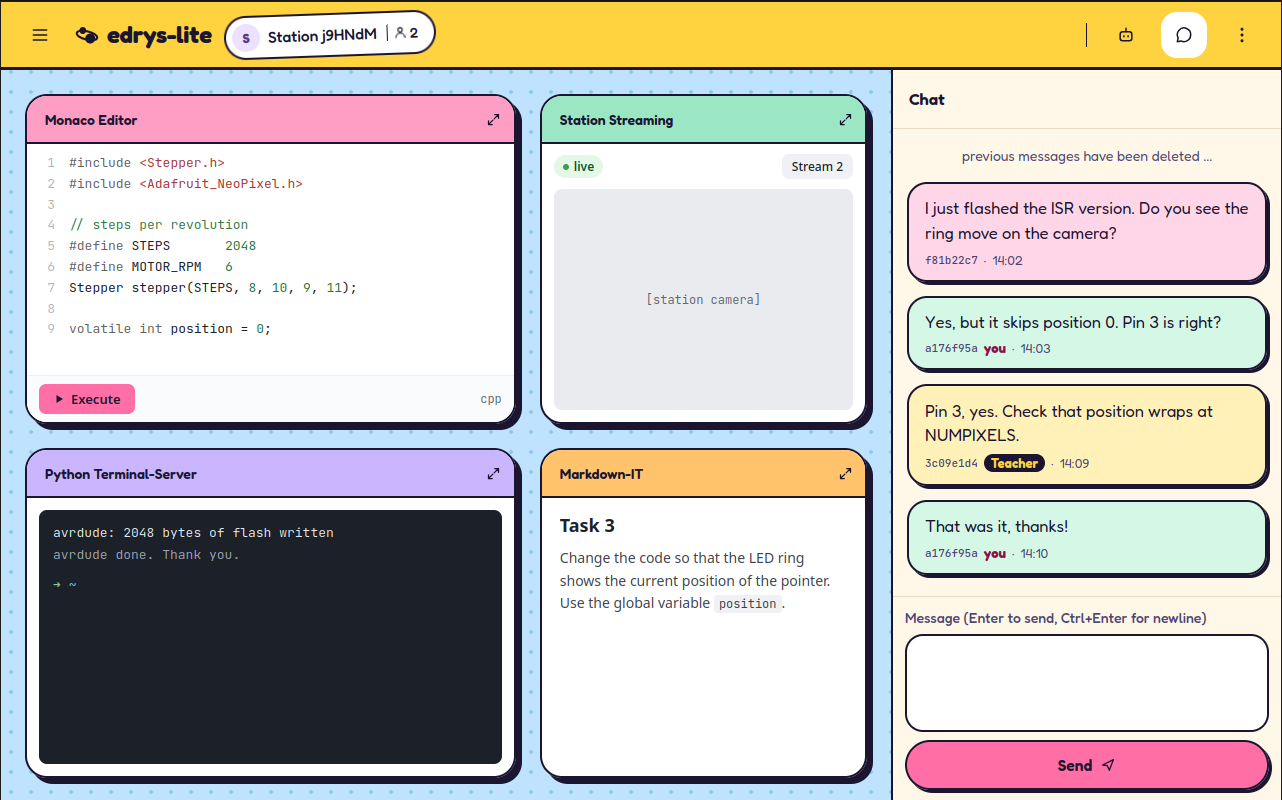 edrys-lite
S Station j9HNdM 2
Monaco Editor
1 #include <Stepper.h>
2 #include <Adafruit_NeoPixel.h>
3
4 // steps per revolution
5 #define STEPS 2048
6 #define MOTOR_RPM 6
7 Stepper stepper(STEPS, 8, 10, 9, 11);
8
9 volatile int position = 0;
Execute
cpp
Station Streaming
live
Stream 2
[station camera]
Python Terminal-Server
avrdude: 2048 bytes of flash written
avrdude done. Thank you.
→ ~
Markdown-IT
Task 3
Change the code so that the LED ring
shows the current position of the pointer.
Use the global variable position.
Chat
previous messages have been deleted ...
I just flashed the ISR version. Do you see the
ring move on the camera?
f81b22c7 · 14:02
Yes, but it skips position 0. Pin 3 is right?
a176f95a you · 14:03
Pin 3, yes. Check that position wraps at
NUMPIXELS.
3c09e1d4 Teacher · 14:09
That was it, thanks!
a176f95a you · 14:10
Message (Enter to send, Ctrl+Enter for newline)
Send